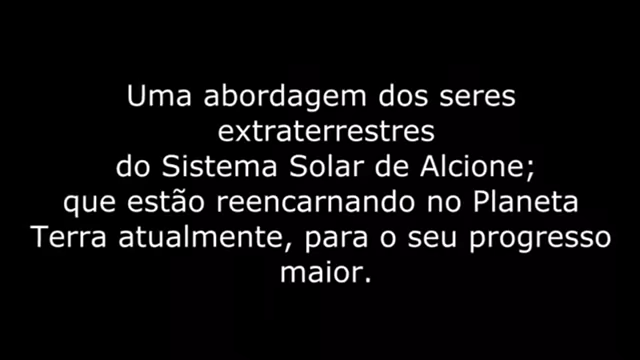 Uma abordagem dos seres
extraterrestres
do Sistema Solar de Alcione;
que estão reencarnando no Planeta
Terra atualmente, para o seu progresso
maior.